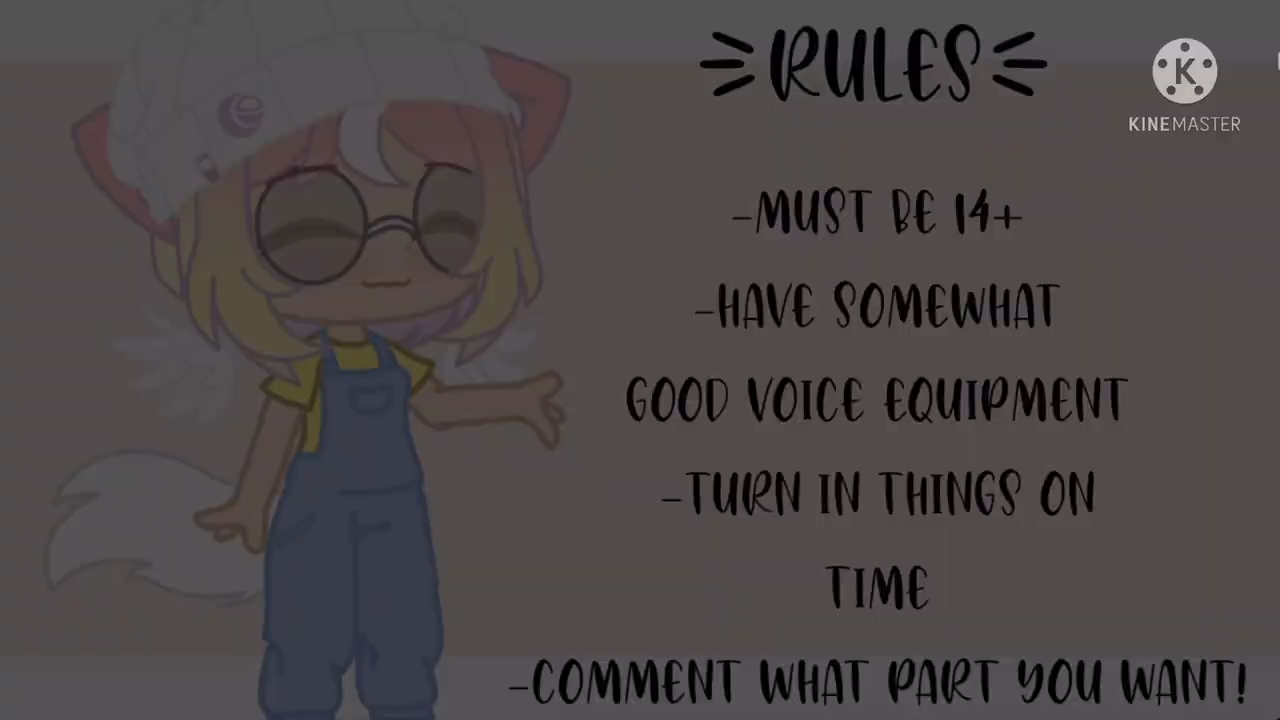 RULES
KINEMASTER
-MUST BE 14+
-HAVE SOMEWHAT
GOOD VOICE EQUIPMENT
-TURN IN THINGS ON
TIME
-COMMENT WHAT PART YOU WANT!